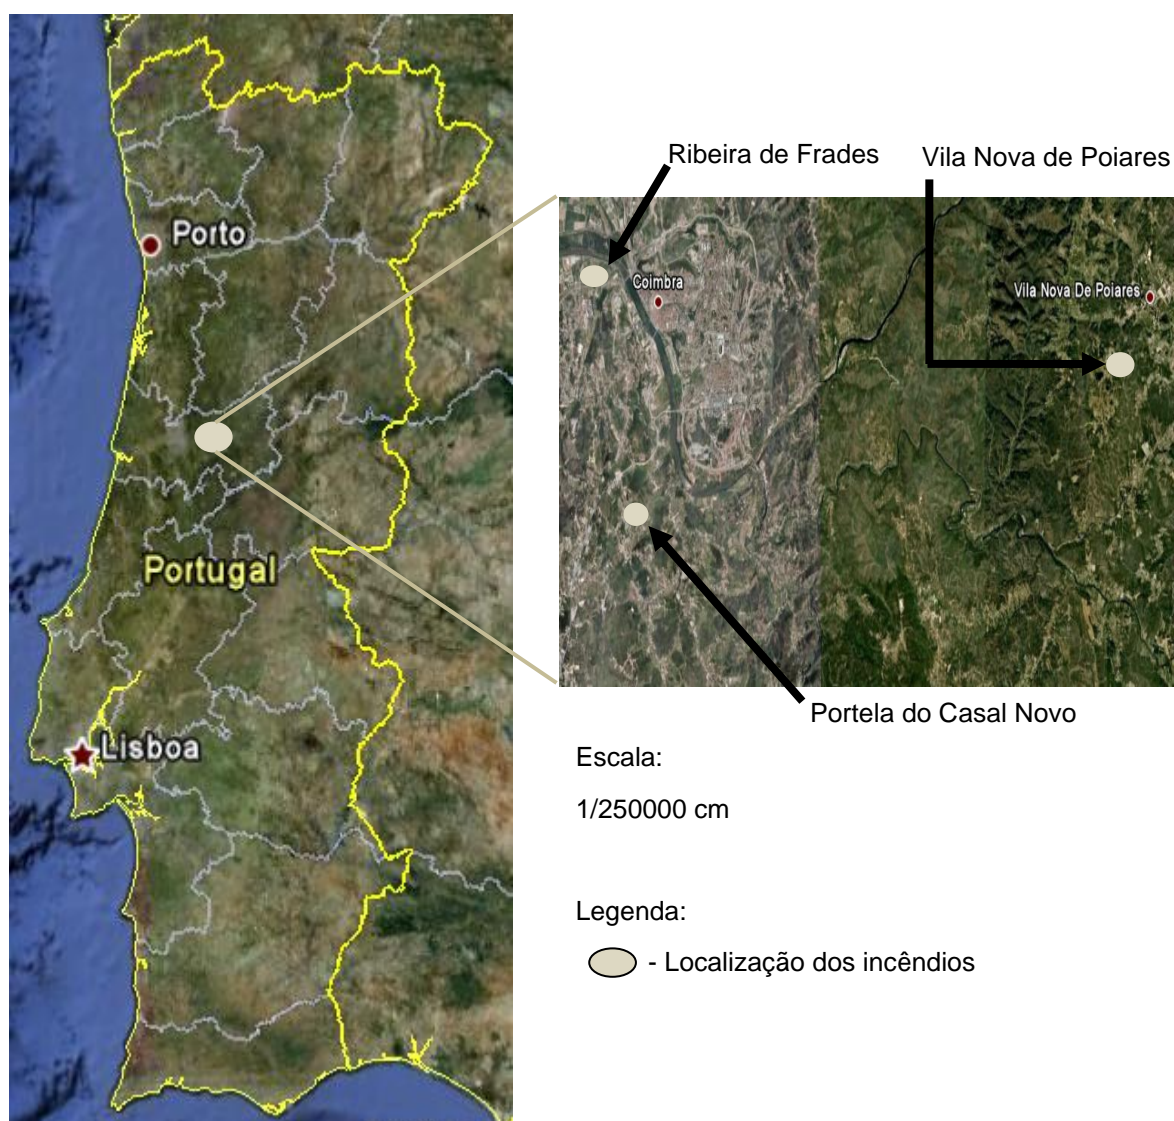 Porto
Portugal
Lisboa
Ribeira de Frades
Vila Nova de Poiares
Coimbra
Vila Nova De Poiares
Portela do Casal Novo
Escala:
1/250000 cm
Legenda:
- Localização dos incêndios